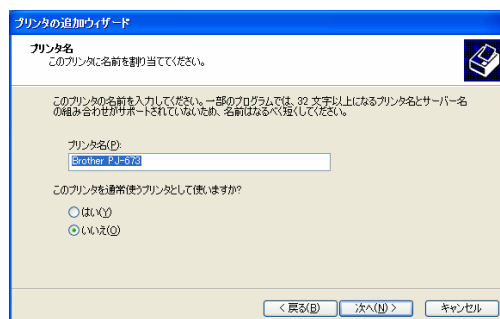 プリンタの追加ウィザード
プリンタ名
このプリンタに名前を割り当ててください。
このプリンタの名前を入力してください。一部のプログラムでは、32 文字以上になるプリンタ名とサーバー名
の組み合わせがサポートされていないため、名前はなるべく短くしてください。
プリンタ名(P):
Brother PJ-673
このプリンタを通常使うプリンタとして使いますか?
はい(Y)
いいえ(O)
< 戻る(B)
次へ(N) >
キャンセル